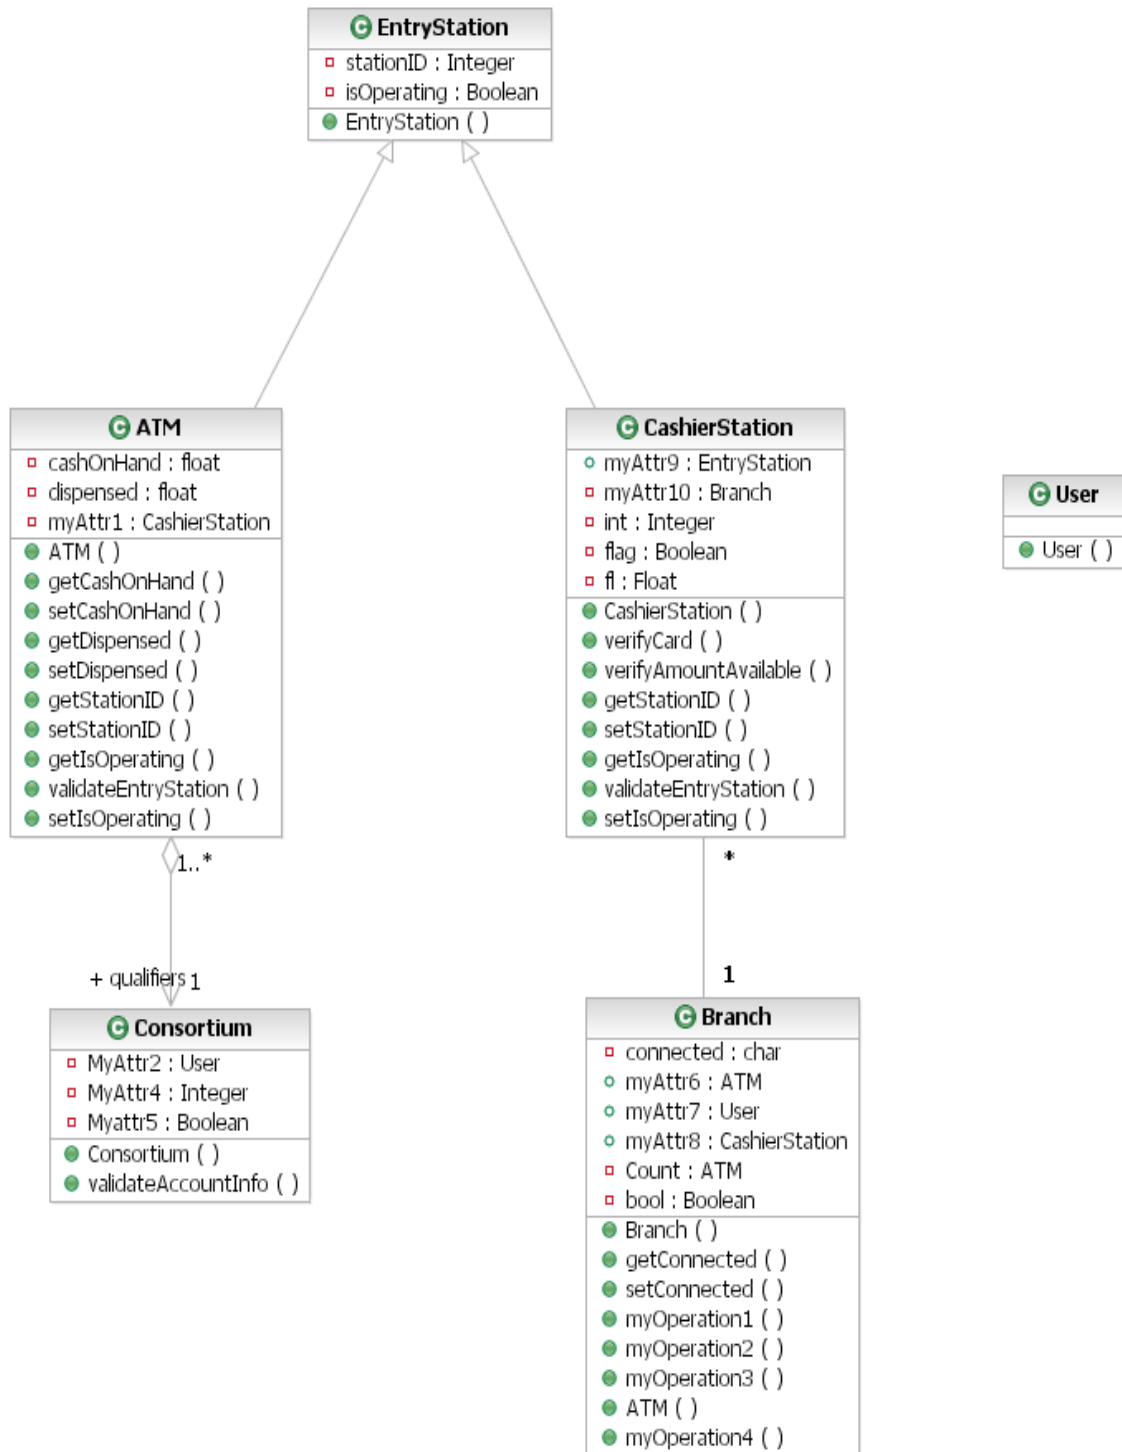 EntryStation
stationID : Integer
isOperating : Boolean
EntryStation ( )
ATM
cashOnHand : float
dispensed : float
myAttr1 : CashierStation
ATM ( )
getCashOnHand ( )
setCashOnHand ( )
getDispensed ( )
setDispensed ( )
getStationID ( )
setStationID ( )
getIsOperating ( )
validateEntryStation ( )
setIsOperating ( )
CashierStation
myAttr9 : EntryStation
myAttr10 : Branch
int : Integer
flag : Boolean
fl : Float
CashierStation ( )
verifyCard ( )
verifyAmountAvailable ( )
getStationID ( )
setStationID ( )
getIsOperating ( )
validateEntryStation ( )
setIsOperating ( )
User
User ( )
1..*
+ qualifiers 1
*
1
Consortium
MyAttr2 : User
MyAttr4 : Integer
Myattr5 : Boolean
Consortium ( )
validateAccountInfo ( )
Branch
connected : char
myAttr6 : ATM
myAttr7 : User
myAttr8 : CashierStation
Count : ATM
bool : Boolean
Branch ( )
getConnected ( )
setConnected ( )
myOperation1 ( )
myOperation2 ( )
myOperation3 ( )
ATM ( )
myOperation4 ( )